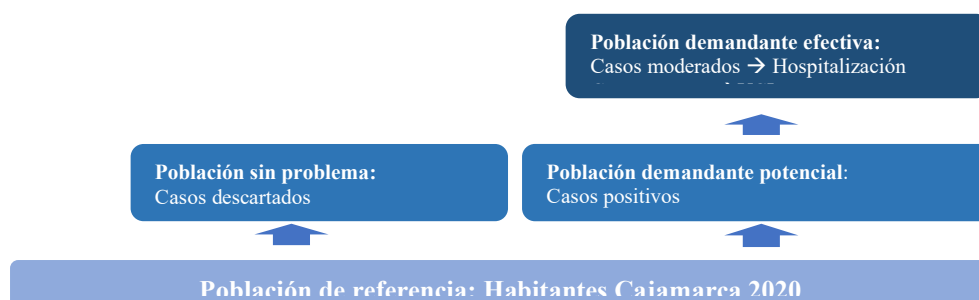 Población demandante efectiva:
Casos moderados → Hospitalización
Población sin problema:
Casos descartados
Población demandante potencial:
Casos positivos
Población de referencia: Habitantes Cajamarca 2020